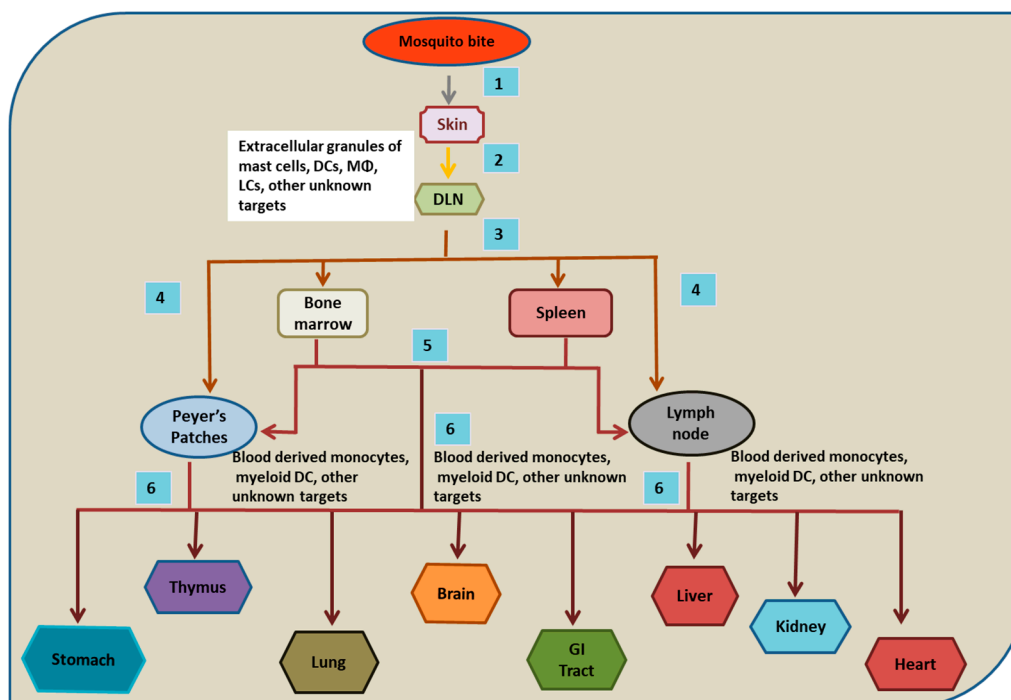 Mosquito bite
1
Skin
Extracellular granules of
mast cells, DCs, MΦ,
LCs, other unknown
targets
2
DLN
3
4
4
Bone
marrow
Spleen
5
Peyer's
Patches
Lymph
node
6
Blood derived monocytes,
myeloid DC, other
unknown targets
6
Blood derived monocytes,
myeloid DC, other unknown
targets
6
Blood derived monocytes,
myeloid DC, other unknown
targets
Thymus
Brain
Liver
Kidney
Stomach
Lung
GI
Tract
Heart